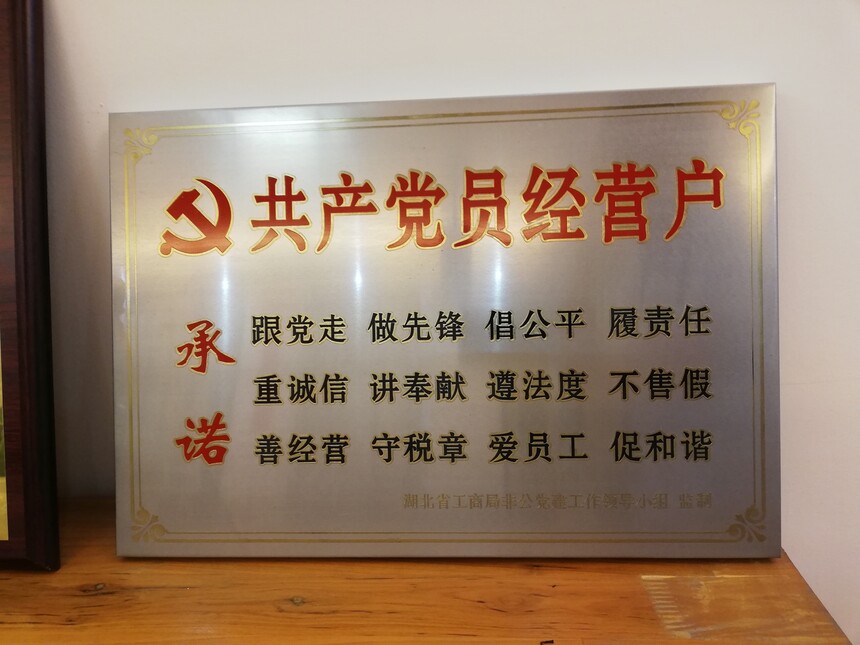 共产党员经营户
承诺
跟党走 做先锋 倡公平 履责任
重诚信 讲奉献 遵法度 不售假
善经营 守税章 爱员工 促和谐
湖北省工商局非公党建工作领导小组 监制